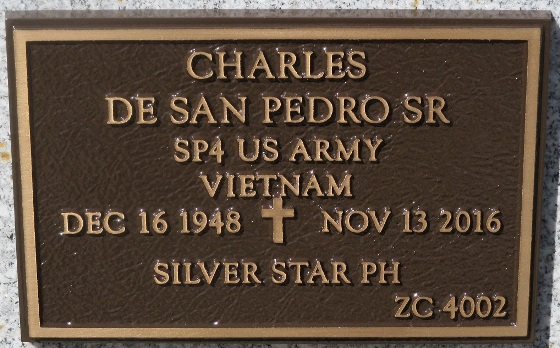 CHARLES
DE SAN PEDRO SR
SP4 US ARMY
VIETNAM
DEC 16 1948 NOV 13 2016
SILVER STAR PH
ZC 4002